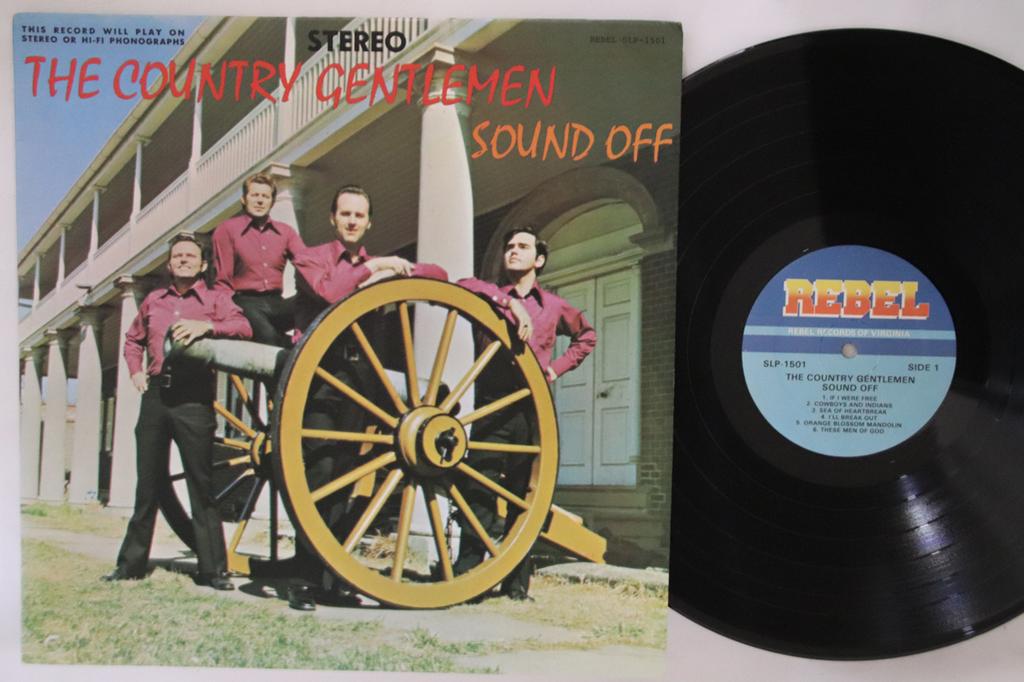 THIS RECORD WILL PLAY ON
STEREO OR HI-FI PHONOGRAPHS
STEREO
REBEL SLP-1501
THE COUNTRY GENTLEMEN
SOUND OFF
REBEL
REBEL RECORDS OF VIRGINIA
SLP-1501
SIDE 1
THE COUNTRY GENTLEMEN
SOUND OFF
1. IF I WERE FREE
2. COWBOYS AND INDIANS
3. SEA OF HEARTBREAK
4. I'LL BREAK OUT
5. ORANGE BLOSSOM MANDOLIN
6. THESE MEN OF GOD